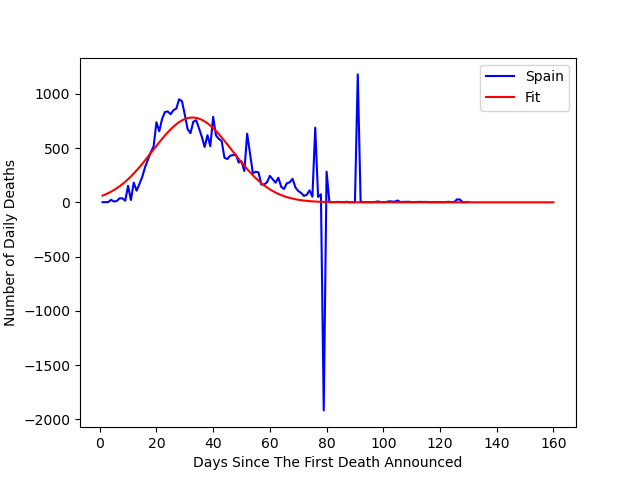 Spain
Fit
1000
500
0
−500
−1000
−1500
−2000
Number of Daily Deaths
0 20 40 60 80 100 120 140 160
Days Since The First Death Announced